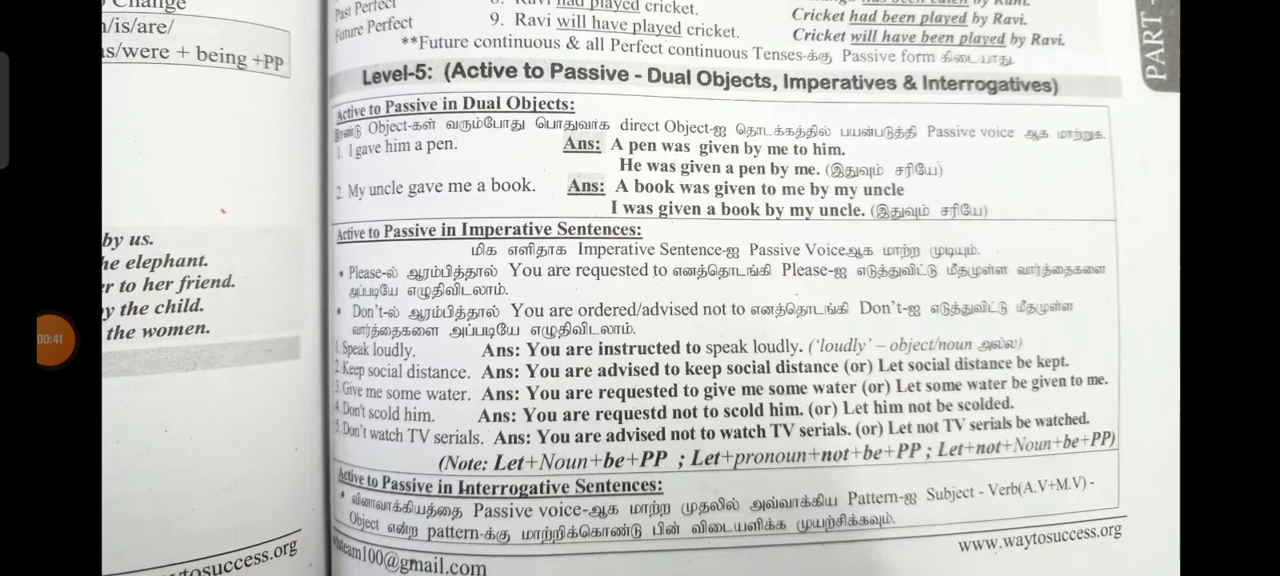 Change
/is/are/
s/were + being +PP
by us.
he elephant.
r to her friend.
y the child.
the women.
Past Perfect
8. Ravi had played cricket.
by Ravi.
Cricket had been played by Ravi.
Future Perfect
9. Ravi will have played cricket.
Cricket will have been played by Ravi.
**Future continuous & all Perfect continuous Tenses-க்கு Passive form கிடையாது.
PART -
Level-5: (Active to Passive - Dual Objects, Imperatives & Interrogatives)
Active to Passive in Dual Objects:
இரண்டு Object-கள் வரும்போது பொதுவாக direct Object-ஐ தொடக்கத்தில் பயன்படுத்தி Passive voice ஆக மாற்றுக.
1. I gave him a pen. Ans: A pen was given by me to him.
He was given a pen by me. (இதுவும் சரியே)
2. My uncle gave me a book. Ans: A book was given to me by my uncle
I was given a book by my uncle. (இதுவும் சரியே)
Active to Passive in Imperative Sentences:
மிக எளிதாக Imperative Sentence-ஐ Passive Voiceஆக மாற்ற முடியும்.
• Please-ல் ஆரம்பித்தால் You are requested to எனத்தொடங்கி Please-ஐ எடுத்துவிட்டு மீதமுள்ள வார்த்தைகளை
அப்படியே எழுதிவிடலாம்.
• Don't-ல் ஆரம்பித்தால் You are ordered/advised not to எனத்தொடங்கி Don't-ஐ எடுத்துவிட்டு மீதமுள்ள
வார்த்தைகளை அப்படியே எழுதிவிடலாம்.
1. Speak loudly. Ans: You are instructed to speak loudly. ('loudly' – object/noun அல்ல)
2. Keep social distance. Ans: You are advised to keep social distance (or) Let social distance be kept.
3. Give me some water. Ans: You are requested to give me some water (or) Let some water be given to me.
4. Don't scold him. Ans: You are requestd not to scold him. (or) Let him not be scolded.
5. Don't watch TV serials. Ans: You are advised not to watch TV serials. (or) Let not TV serials be watched.
(Note: Let+Noun+be+PP ; Let+pronoun+not+be+PP ; Let+not+Noun+be+PP)
Active to Passive in Interrogative Sentences:
• வினாவாக்கியத்தை Passive voice-ஆக மாற்ற முதலில் அவ்வாக்கிய Pattern-ஐ Subject - Verb(A.V+M.V) -
Object என்ற pattern-க்கு மாற்றிக்கொண்டு பின் விடையளிக்க முயற்சிக்கவும்.
www.waytosuccess.org
team100@gmail.com
ytosuccess.org
00:41